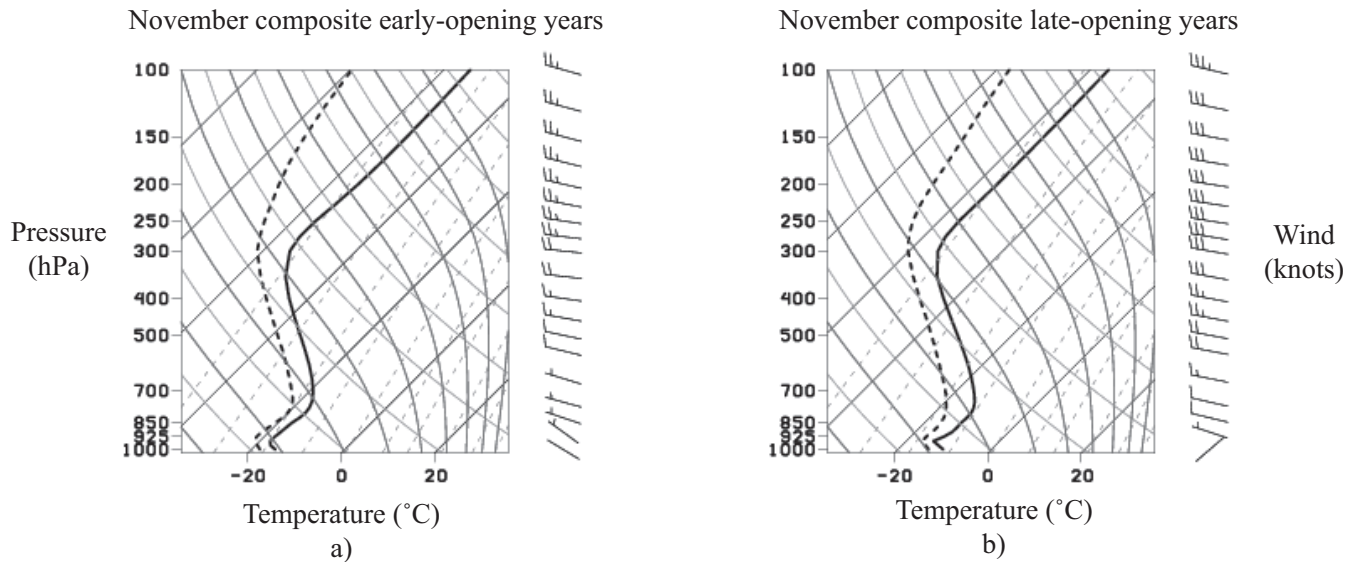 November composite early-opening years
November composite late-opening years
100
150
200
250
300
400
500
700
850
925
1000
Pressure
(hPa)
-20 0 20
Temperature (˚C)
a)
100
150
200
250
300
400
500
700
850
925
1000
-20 0 20
Temperature (˚C)
b)
Wind
(knots)